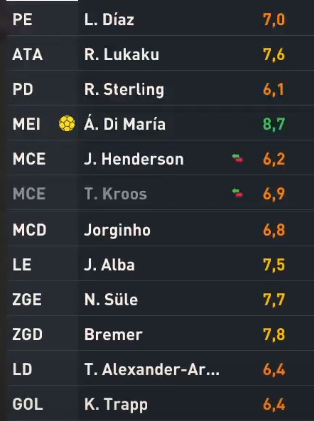 PE L. Díaz 7,0
ATA R. Lukaku 7,6
PD R. Sterling 6,1
MEI Á. Di María 8,7
MCE J. Henderson 6,2
MCE T. Kroos 6,9
MCD Jorginho 6,8
LE J. Alba 7,5
ZGE N. Süle 7,7
ZGD Bremer 7,8
LD T. Alexander-Ar... 6,4
GOL K. Trapp 6,4